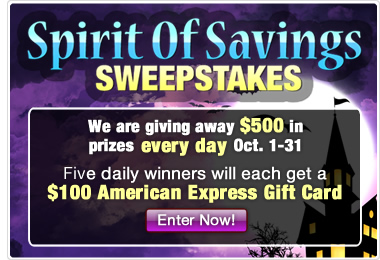 Spirit Of Savings
SWEEPSTAKES
We are giving away $500 in
prizes every day Oct. 1-31
Five daily winners will each get a
$100 American Express Gift Card
Enter Now!